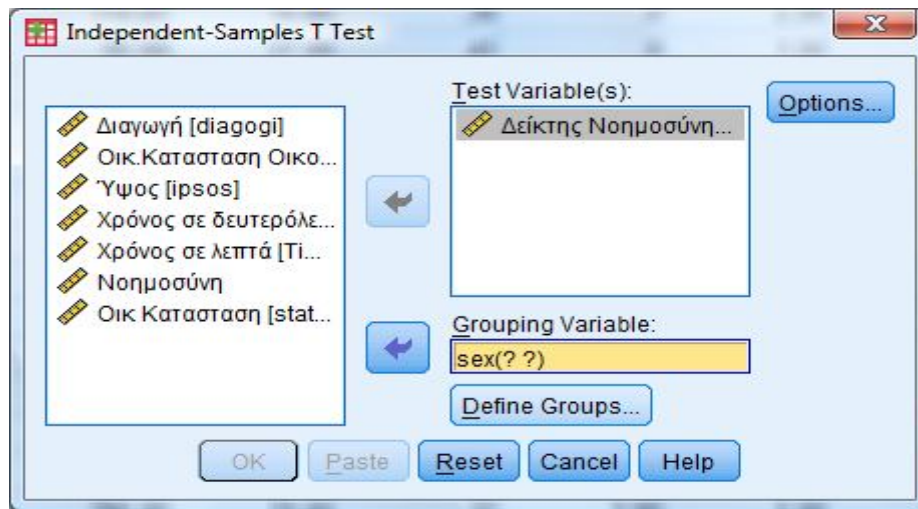 Independent-Samples T Test
Διαγωγή [diagogi]
Οικ.Κατασταση Οικο...
Ύψος [ipsos]
Χρόνος σε δευτερόλε...
Χρόνος σε λεπτά [Ti...
Νοημοσύνη
Οικ Κατασταση [stat...
Test Variable(s):
Δείκτης Νοημοσύνη...
Options...
Grouping Variable:
sex(? ?)
Define Groups...
OK Paste Reset Cancel Help